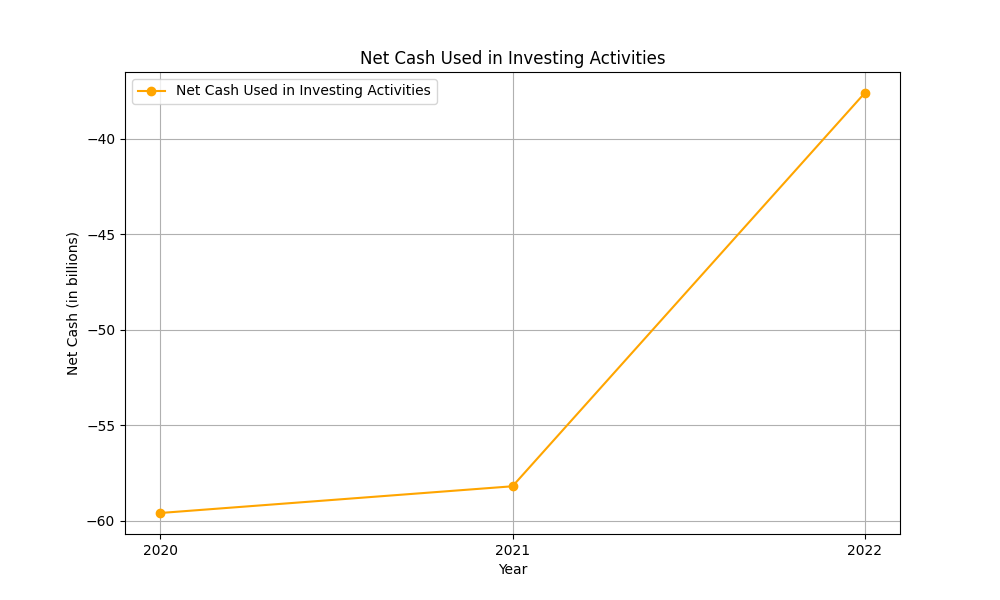 Net Cash Used in Investing Activities
Net Cash Used in Investing Activities
Net Cash (in billions)
−40
−45
−50
−55
−60
2020 2021 2022
Year